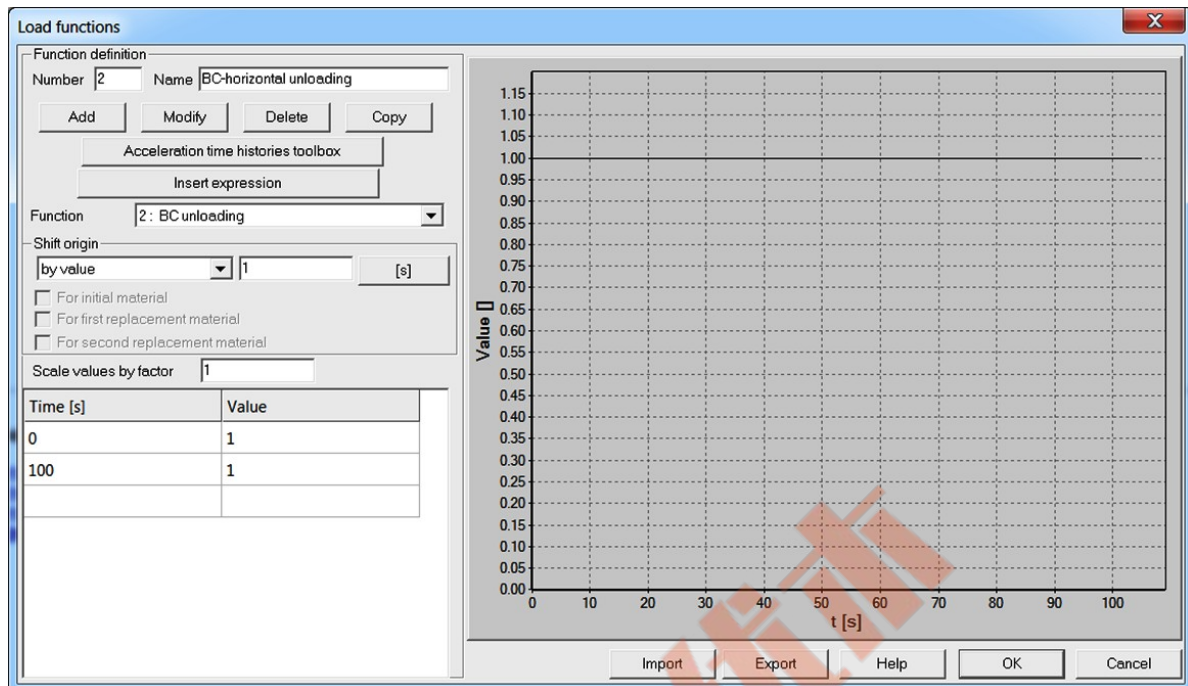 Load functions
X
Function definition
Number 2 Name BC-horizontal unloading
Add Modify Delete Copy
Acceleration time histories toolbox
Insert expression
Function 2 : BC unloading
Shift origin
by value 1 [s]
For initial material
For first replacement material
For second replacement material
Scale values by factor 1
Time [s] Value
0 1
100 1
1.15
1.10
1.05
1.00
0.95
0.90
0.85
0.80
0.75
0.70
0.65
0.60
0.55
0.50
0.45
0.40
0.35
0.30
0.25
0.20
0.15
0.10
0.05
0.00
Value []
0 10 20 30 40 50 60 70 80 90 100
t [s]
Import Export Help OK Cancel